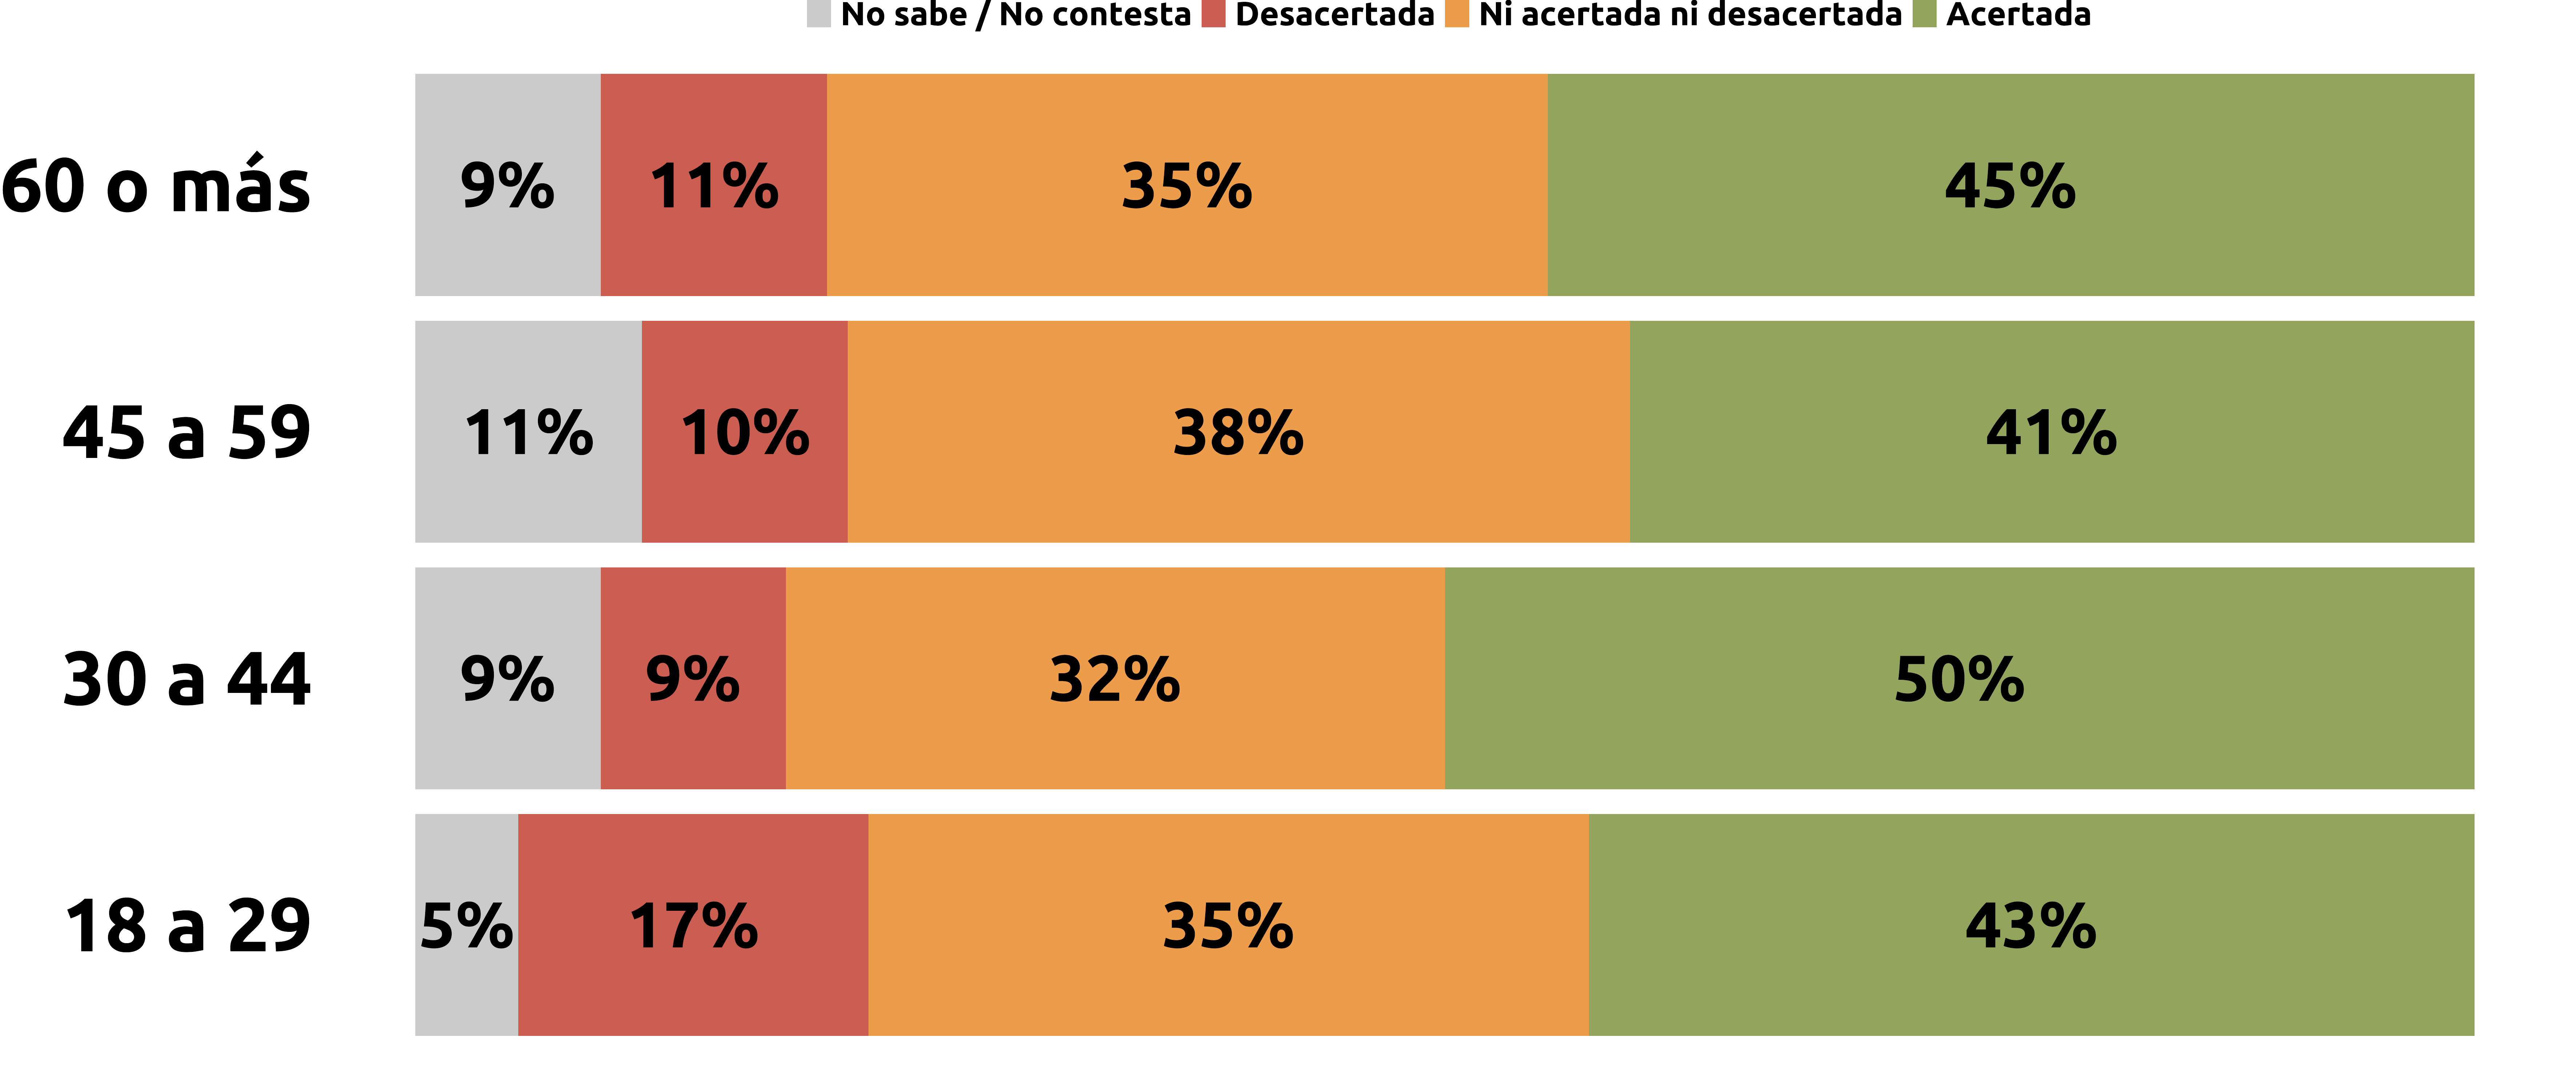 No sabe / No contesta Desacertada Ni acertada ni desacertada Acertada
60 o más 9% 11% 35% 45%
45 a 59 11% 10% 38% 41%
30 a 44 9% 9% 32% 50%
18 a 29 5% 17% 35% 43%